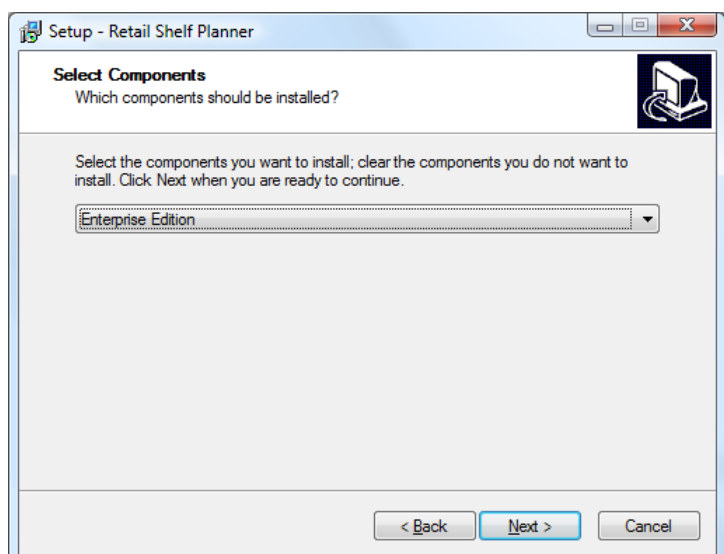 Setup - Retail Shelf Planner
Select Components
Which components should be installed?
Select the components you want to install; clear the components you do not want to
install. Click Next when you are ready to continue.
Enterprise Edition
< Back
Next >
Cancel